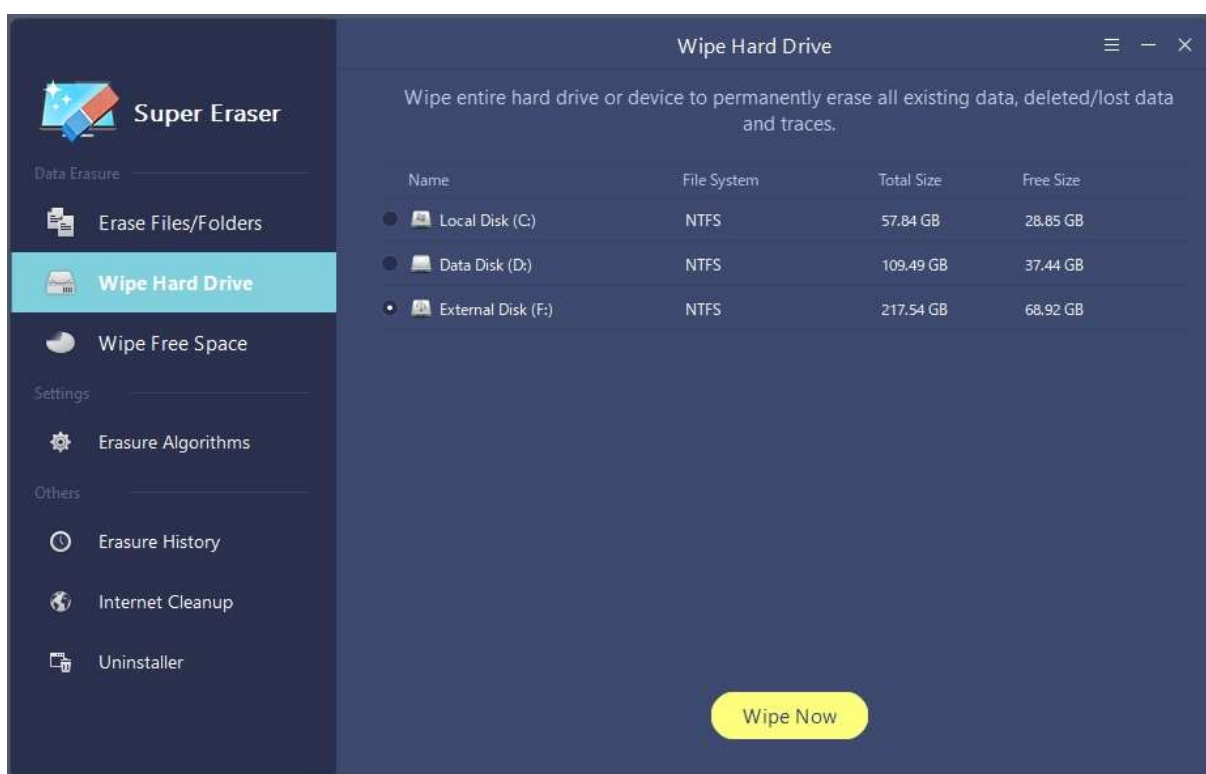 Wipe Hard Drive
Super Eraser
Wipe entire hard drive or device to permanently erase all existing data, deleted/lost data
and traces.
Data Erasure
Erase Files/Folders
Wipe Hard Drive
Wipe Free Space
Settings
Erasure Algorithms
Others
Erasure History
Internet Cleanup
Uninstaller
Name File System Total Size Free Size
Local Disk (C:) NTFS 57.84 GB 28.85 GB
Data Disk (D:) NTFS 109.49 GB 37.44 GB
External Disk (F:) NTFS 217.54 GB 68.92 GB
Wipe Now